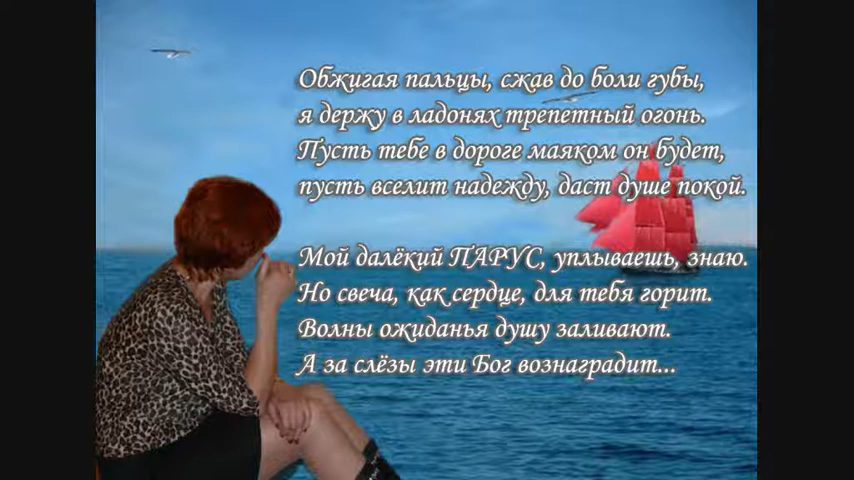 Обжигая пальцы, сжав до боли губы,
я держу в ладонях трепетный огонь.
Пусть тебе в дороге маяком он будет,
пусть вселит надежду, даст душе покой.
Мой далёкий ПАРУС, уплываешь, знаю.
Но свеча, как сердце, для тебя горит.
Волны ожиданья душу заливают.
А за слёзы эти Бог вознаградит...